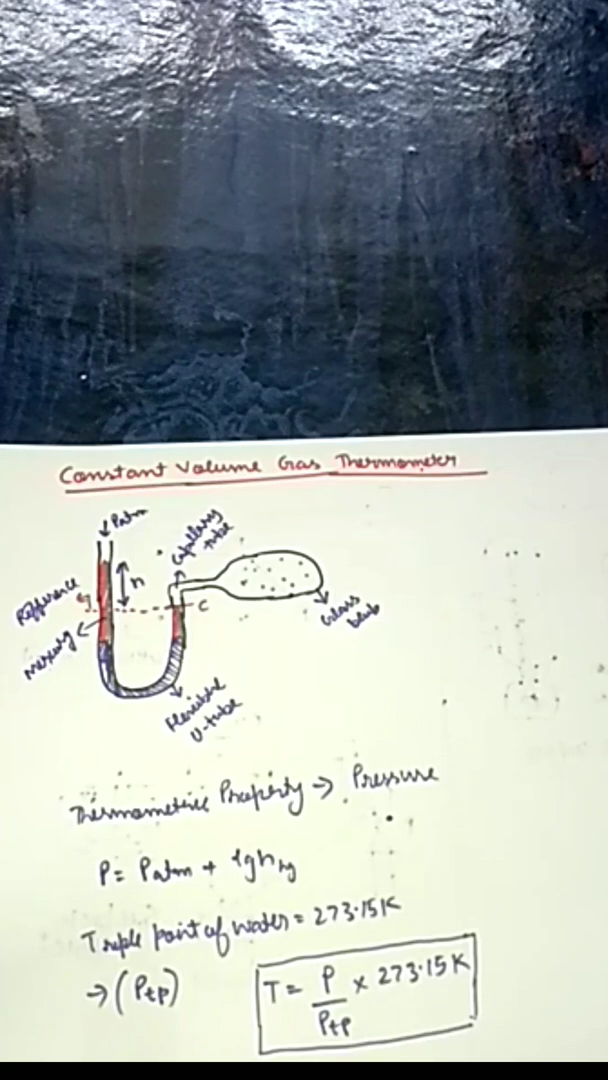 Constant Volume Gas Thermometer
Patm
Capillary tube
h
Refference
C
Mercury
Glass bulb
Flexible U-tube
Thermometric Property → Pressure
P = Patm + ρghHg
Triple point of water = 273.15K
→ (Ptp)
T = P/Ptp × 273.15K